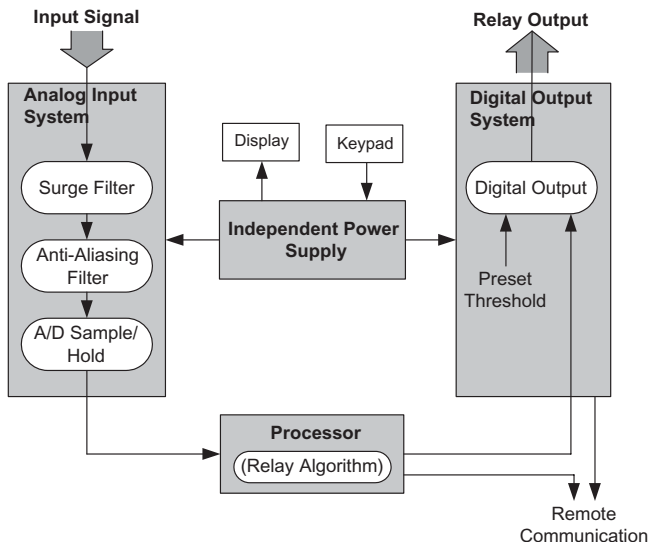 Input Signal
Relay Output
Analog Input
System
Digital Output
System
Display
Keypad
Surge Filter
Digital Output
Independent Power
Supply
Anti-Aliasing
Filter
Preset
Threshold
A/D Sample/
Hold
Processor
(Relay Algorithm)
Remote
Communication